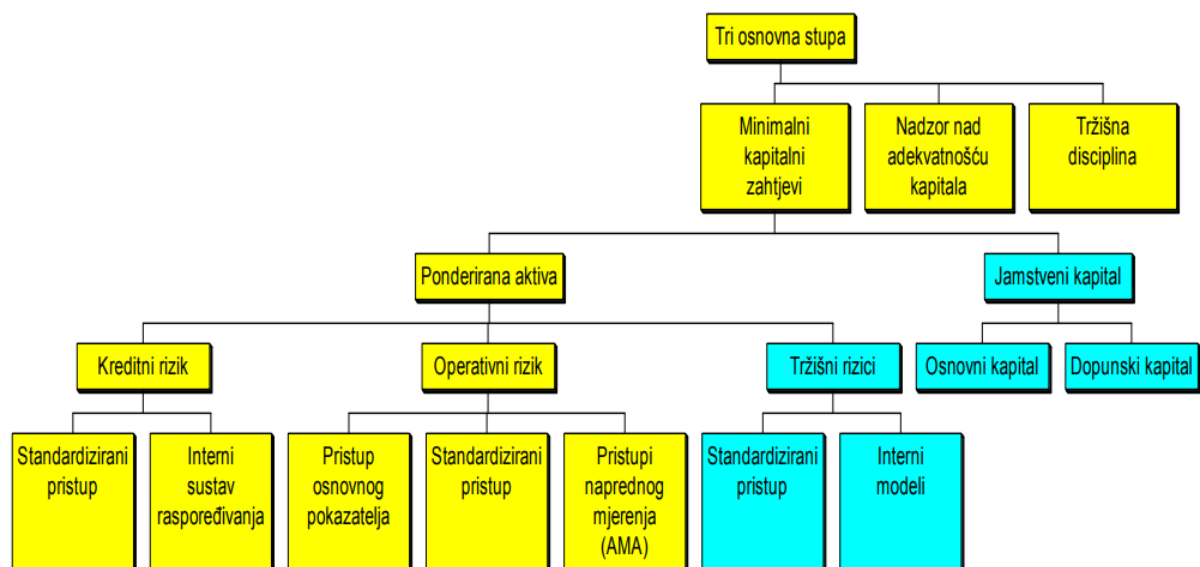 Tri osnovna stupa
Minimalni
kapitalni
zahtjevi
Nadzor nad
adekvatnošću
kapitala
Tržišna
disciplina
Ponderirana aktiva
Jamstveni kapital
Kreditni rizik
Operativni rizik
Tržišni rizici
Osnovni kapital
Dopunski kapital
Standardizirani
pristup
Interni
sustav
raspoređivanja
Pristup
osnovnog
pokazatelja
Standardizirani
pristup
Pristupi
naprednog
mjerenja
(AMA)
Standardizirani
pristup
Interni
modeli